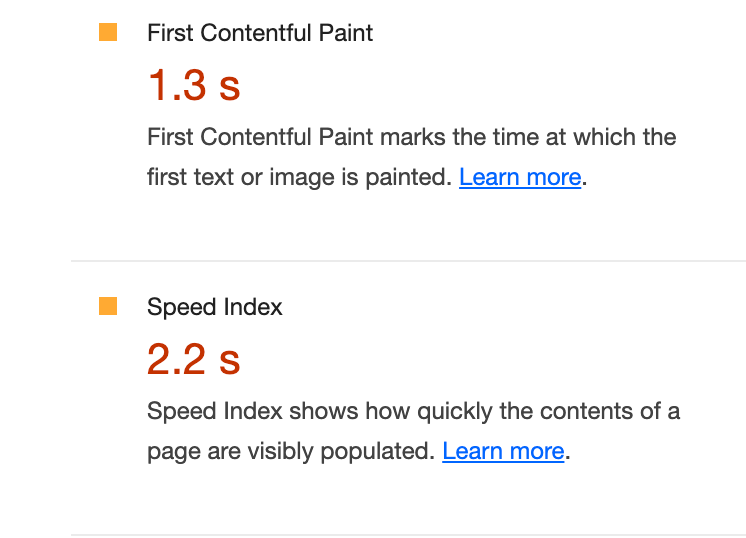 First Contentful Paint
1.3 s
First Contentful Paint marks the time at which the
first text or image is painted. Learn more.
Speed Index
2.2 s
Speed Index shows how quickly the contents of a
page are visibly populated. Learn more.